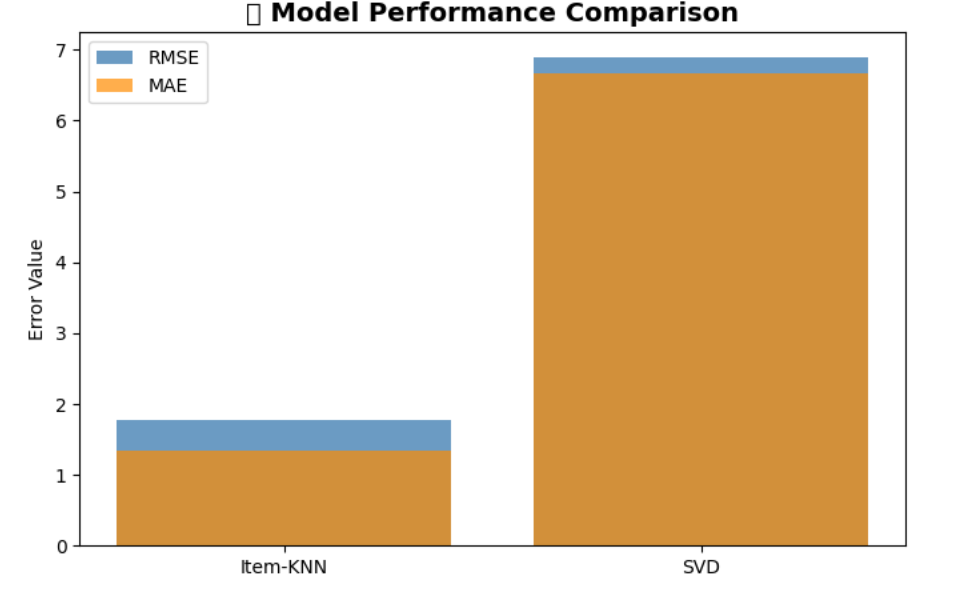 ▯ Model Performance Comparison
RMSE
MAE
Error Value
7
6
5
4
3
2
1
0
Item-KNN
SVD